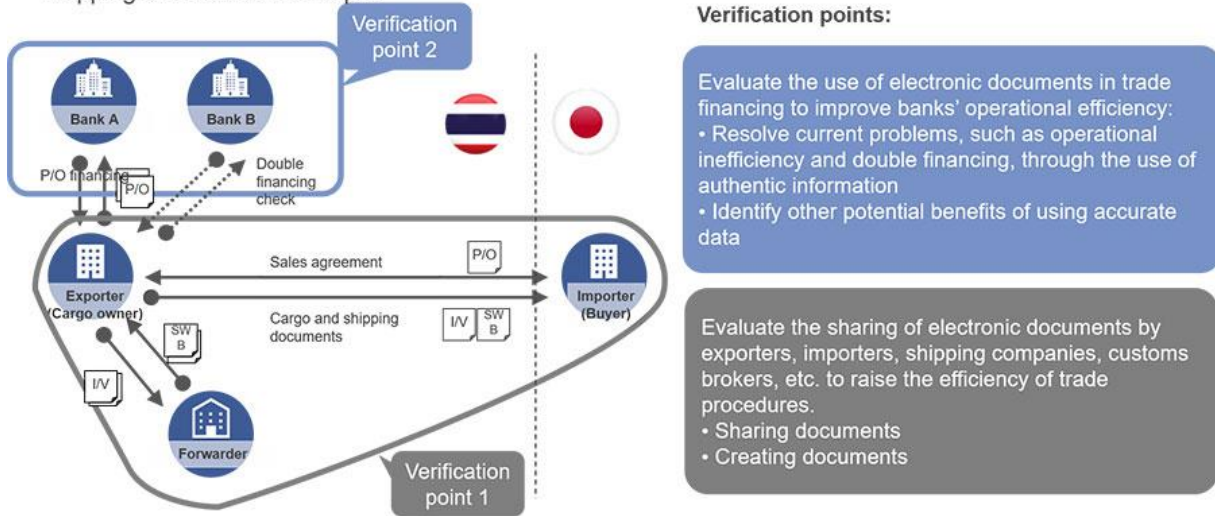 Verification points:
Verification
point 2
Bank A
Bank B
P/O financing
P/O
Double
financing
check
Evaluate the use of electronic documents in trade
financing to improve banks' operational efficiency:
• Resolve current problems, such as operational
inefficiency and double financing, through the use of
authentic information
• Identify other potential benefits of using accurate
data
Exporter
(Cargo owner)
Sales agreement
P/O
Importer
(Buyer)
Cargo and shipping
documents
I/V
SW
B
SW
B
I/V
Forwarder
Verification
point 1
Evaluate the sharing of electronic documents by
exporters, importers, shipping companies, customs
brokers, etc. to raise the efficiency of trade
procedures.
• Sharing documents
• Creating documents